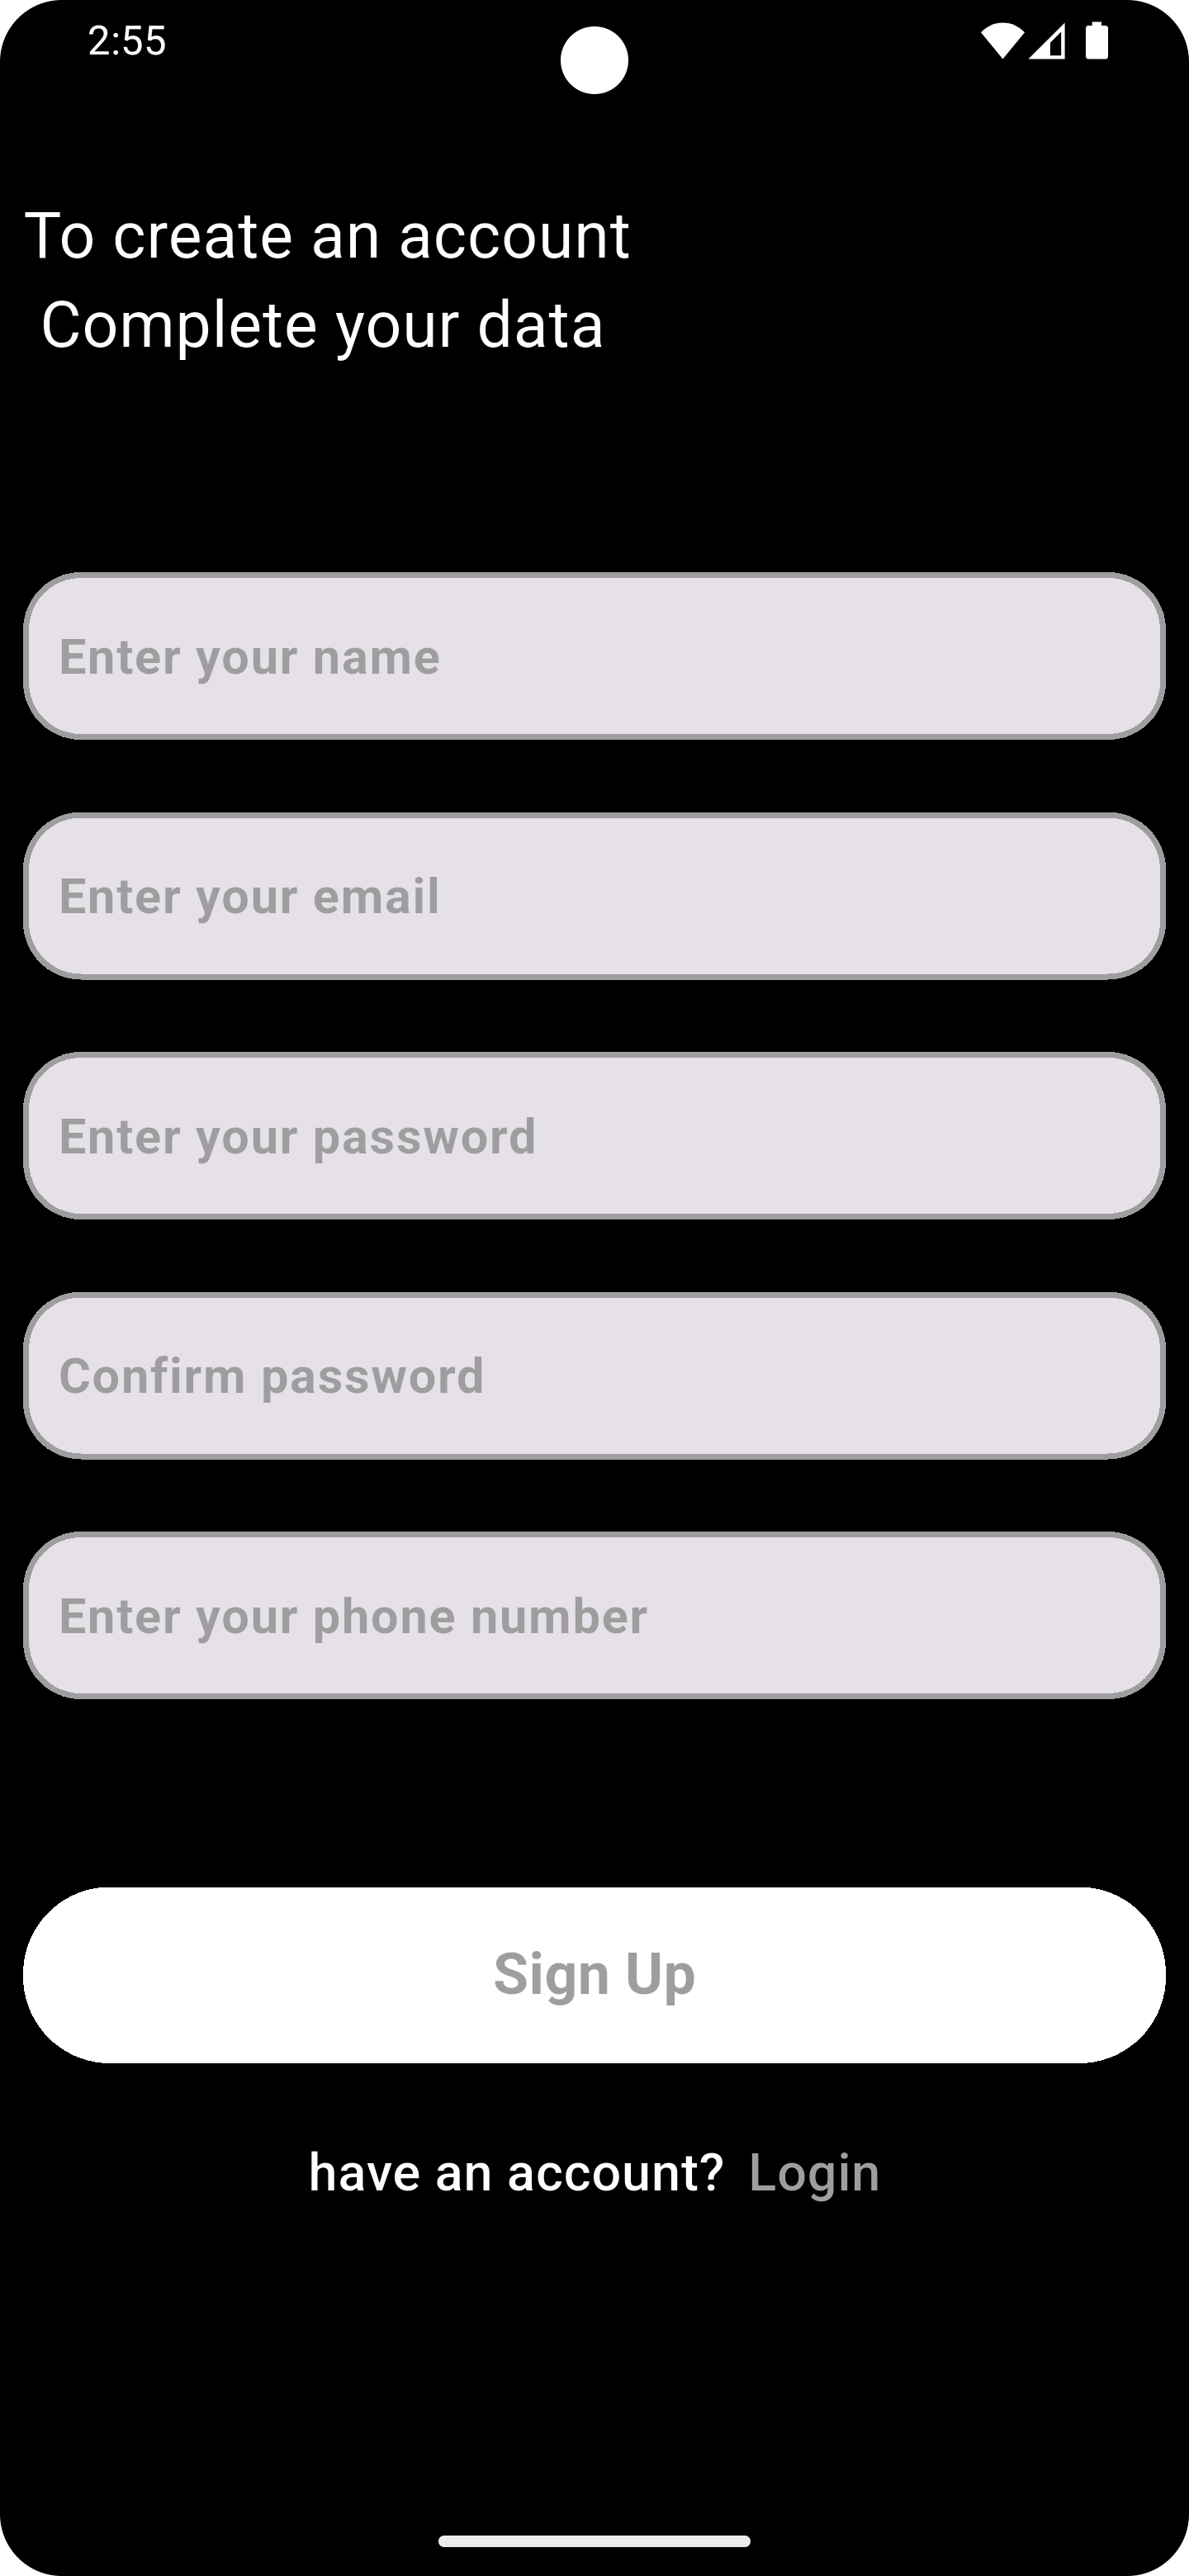 2:55
To create an account
Complete your data
Enter your name
Enter your email
Enter your password
Confirm password
Enter your phone number
Sign Up
have an account? Login